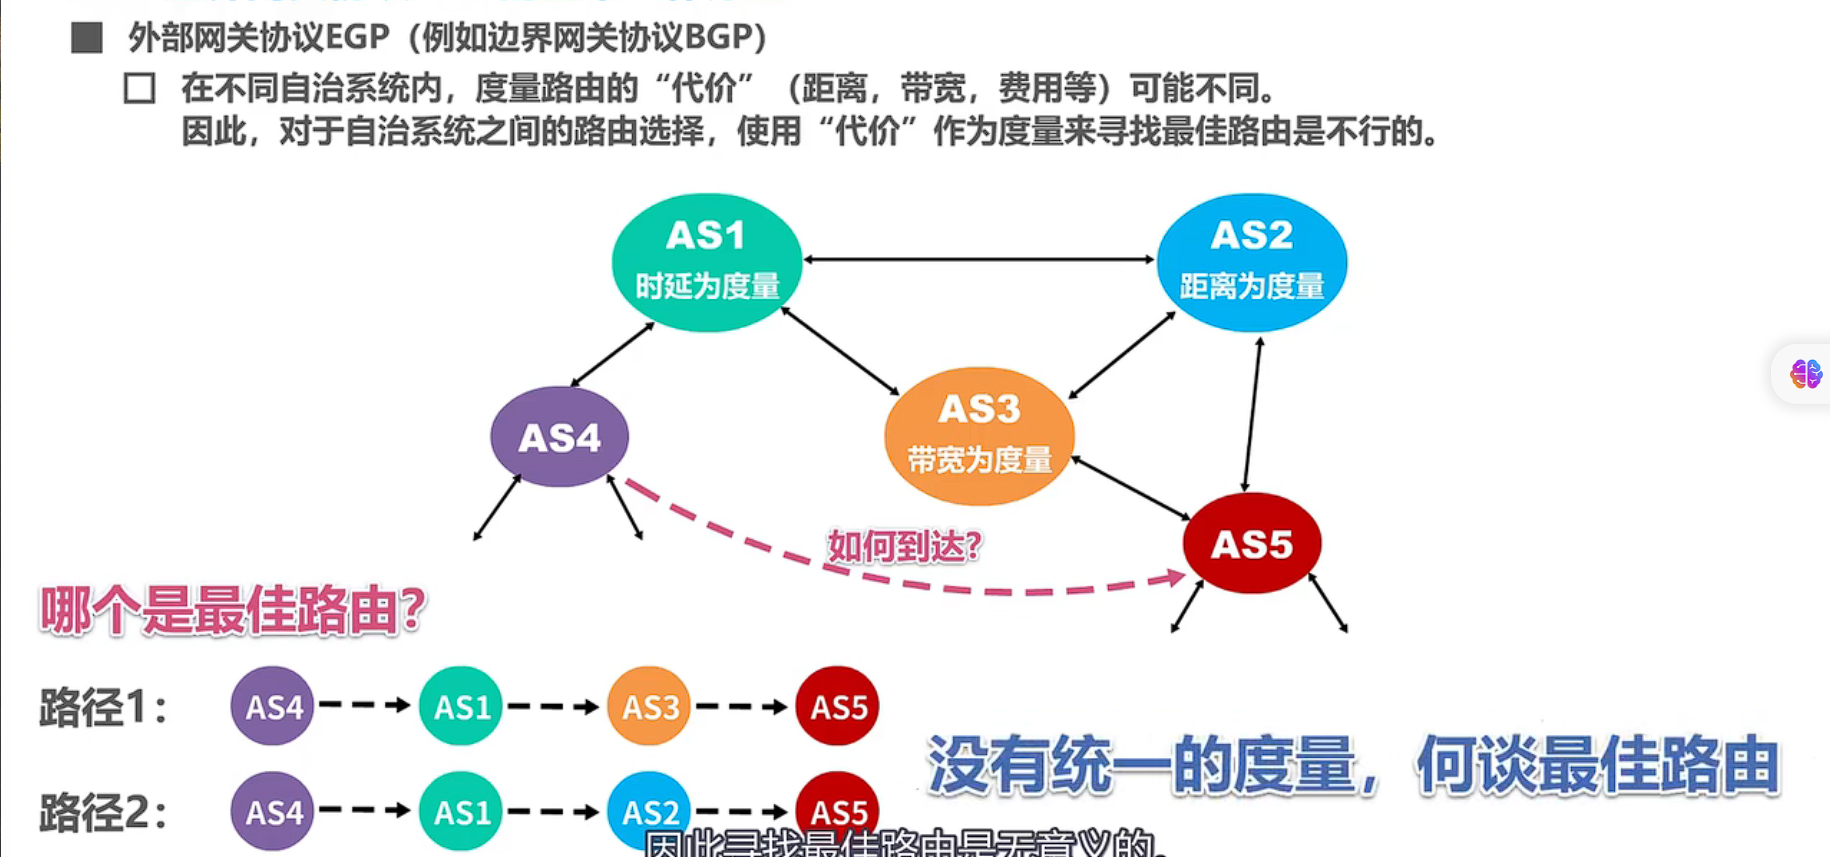 外部网关协议EGP（例如边界网关协议BGP）
在不同自治系统内，度量路由的“代价”（距离，带宽，费用等）可能不同。
因此，对于自治系统之间的路由选择，使用“代价”作为度量来寻找最佳路由是不行的。
AS1
时延为度量
AS2
距离为度量
AS3
带宽为度量
AS4
AS5
如何到达？
哪个是最佳路由？
路径1： AS4 AS1 AS3 AS5
路径2： AS4 AS1 AS2 AS5
没有统一的度量，何谈最佳路由
因此寻找最佳路由是无意义的。